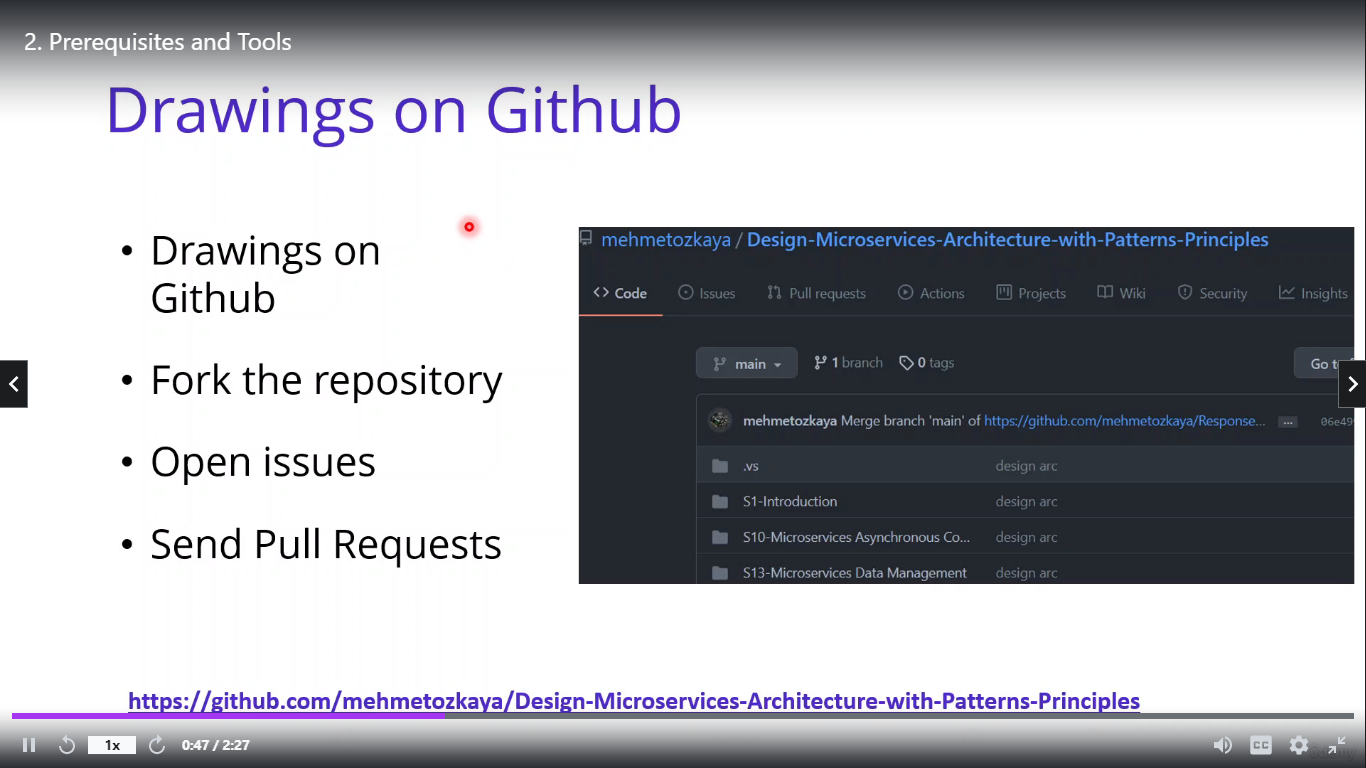 2. Prerequisites and Tools
Drawings on Github
• Drawings on
Github
• Fork the repository
• Open issues
• Send Pull Requests
mehmetozkaya / Design-Microservices-Architecture-with-Patterns-Principles
<> Code Issues Pull requests Actions Projects Wiki Security Insights
main 1 branch 0 tags Go t
mehmetozkaya Merge branch 'main' of https://github.com/mehmetozkaya/Response... ... 06e49
.vs design arc
S1-Introduction design arc
S10-Microservices Asynchronous Co... design arc
S13-Microservices Data Management design arc
https://github.com/mehmetozkaya/Design-Microservices-Architecture-with-Patterns-Principles
1x 0:47 / 2:27 CC